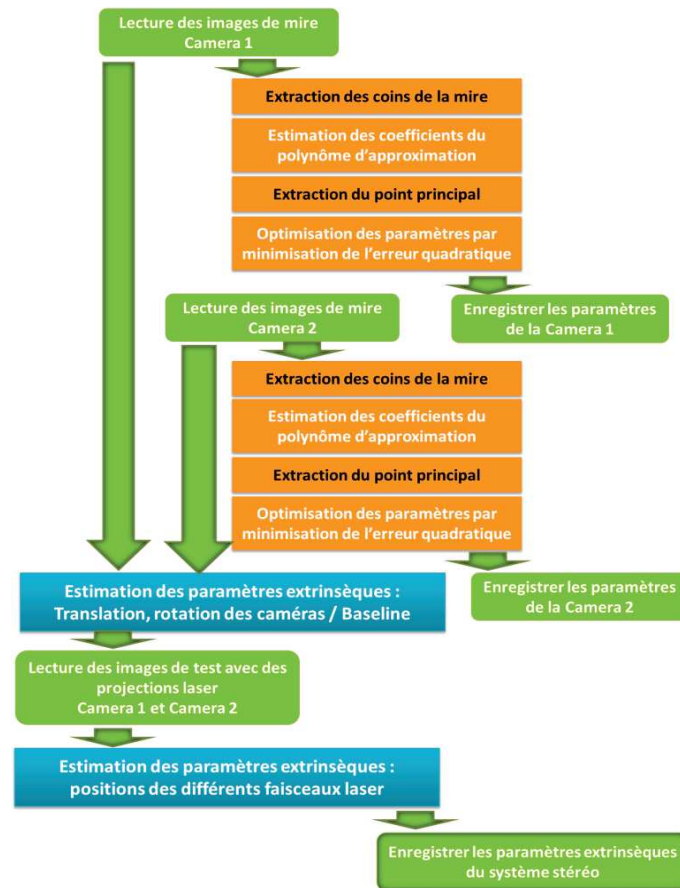 Lecture des images de mire
Camera 1
Extraction des coins de la mire
Estimation des coefficients du
polynôme d'approximation
Extraction du point principal
Optimisation des paramètres par
minimisation de l'erreur quadratique
Lecture des images de mire
Camera 2
Enregistrer les paramètres
de la Camera 1
Extraction des coins de la mire
Estimation des coefficients du
polynôme d'approximation
Extraction du point principal
Optimisation des paramètres par
minimisation de l'erreur quadratique
Estimation des paramètres extrinsèques :
Translation, rotation des caméras / Baseline
Enregistrer les paramètres
de la Camera 2
Lecture des images de test avec des
projections laser
Camera 1 et Camera 2
Estimation des paramètres extrinsèques :
positions des différents faisceaux laser
Enregistrer les paramètres extrinsèques
du système stéréo